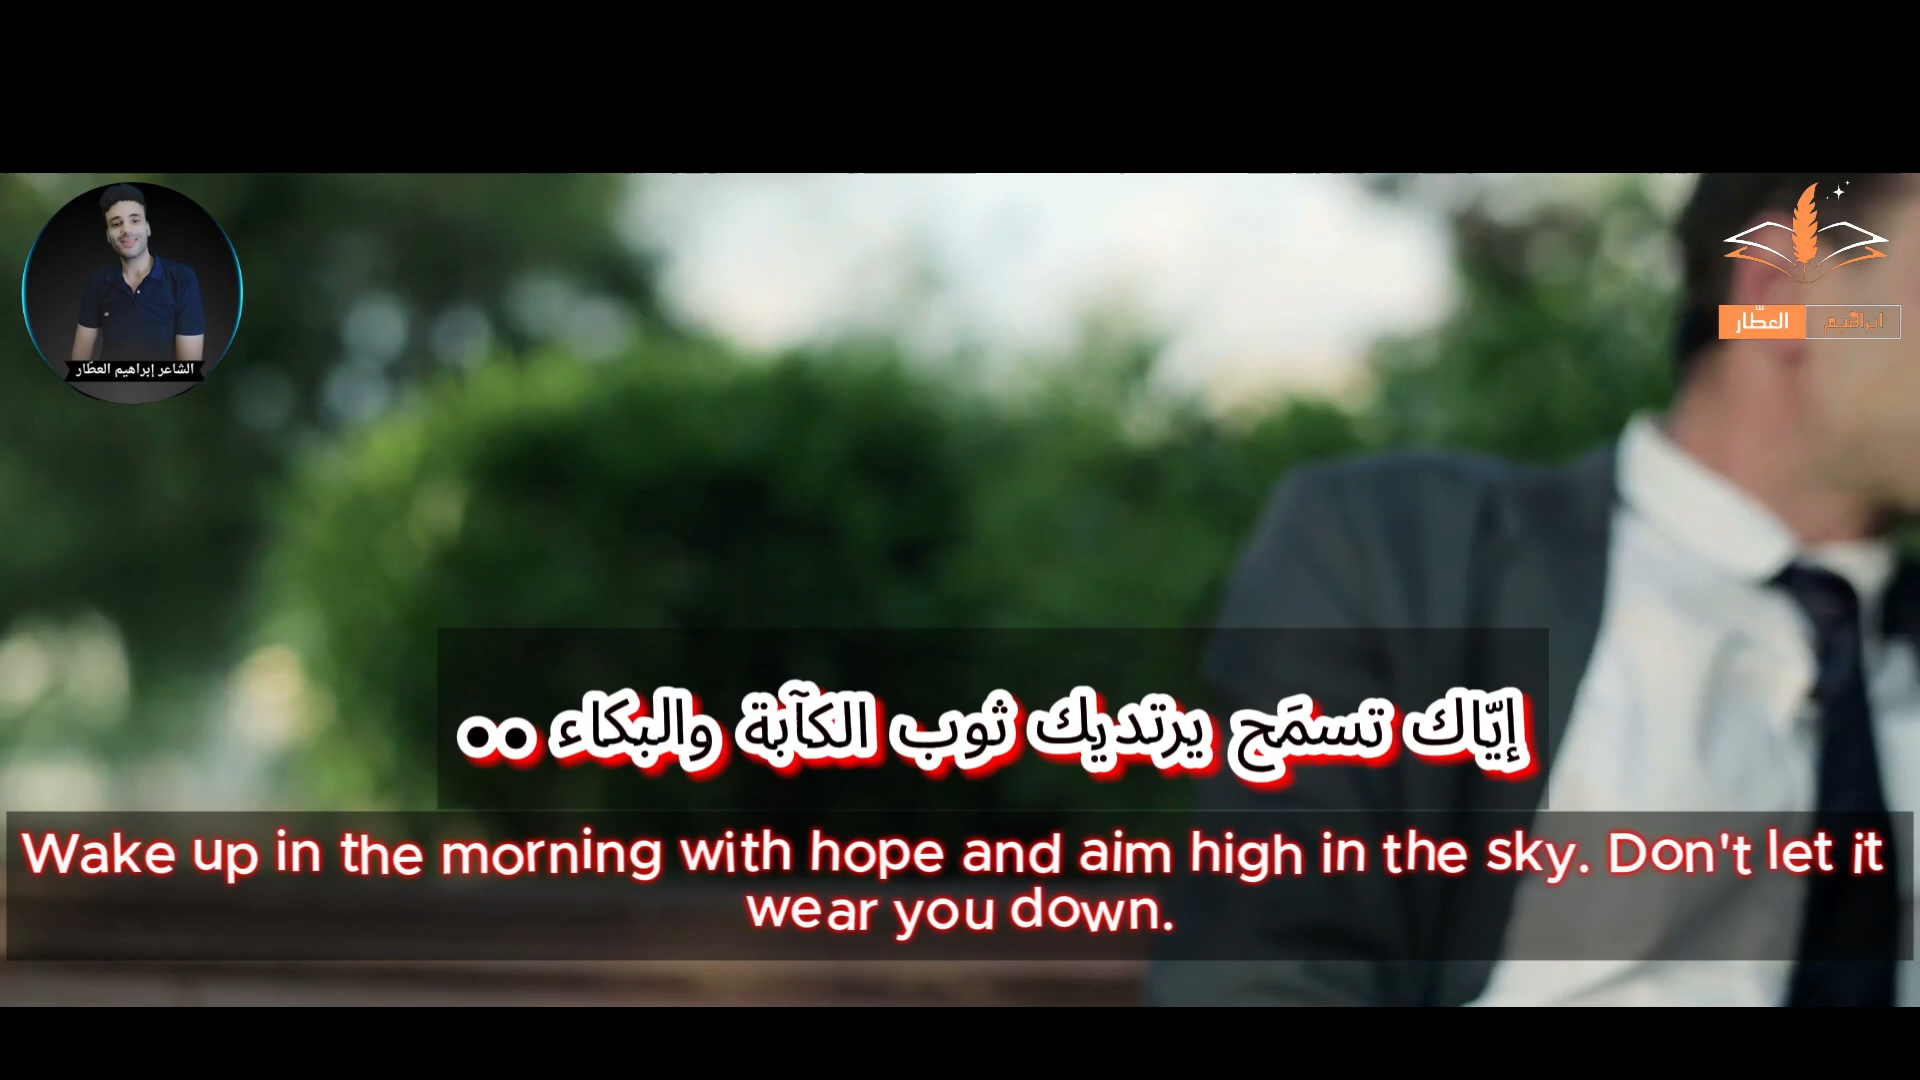 الشاعر إبراهيم العطّار
ابراهيم العطّار
إيّاك تسمَح يرتديك ثوب الكآبة والبكاء ..
Wake up in the morning with hope and aim high in the sky. Don't let it
wear you down.